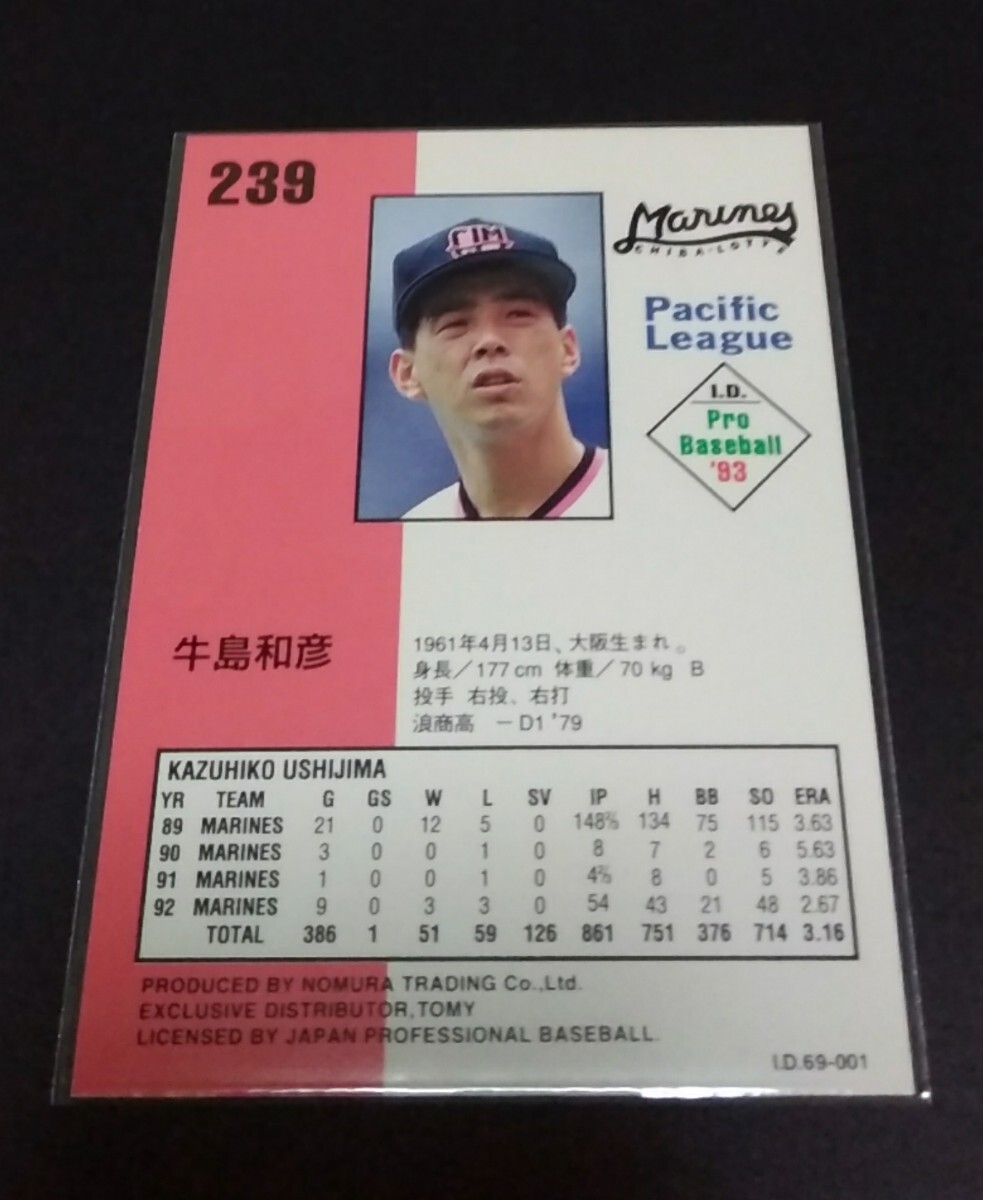 239
Marines
CHIBA・LOTTE
Pacific
League
I.D.
Pro
Baseball
'93
牛島和彦
1961年4月13日、大阪生まれ。
身長/177cm 体重/70kg B
投手 右投、右打
浪商高 －D1 '79
KAZUHIKO USHIJIMA
YR TEAM G GS W L SV IP H BB SO ERA
89 MARINES 21 0 12 5 0 148⅔ 134 75 115 3.63
90 MARINES 3 0 0 1 0 8 7 2 6 5.63
91 MARINES 1 0 0 1 0 4⅔ 8 0 5 3.86
92 MARINES 9 0 3 3 0 54 43 21 48 2.67
TOTAL 386 1 51 59 126 861 751 376 714 3.16
PRODUCED BY NOMURA TRADING Co.,Ltd.
EXCLUSIVE DISTRIBUTOR,TOMY
LICENSED BY JAPAN PROFESSIONAL BASEBALL.
I.D.69-001